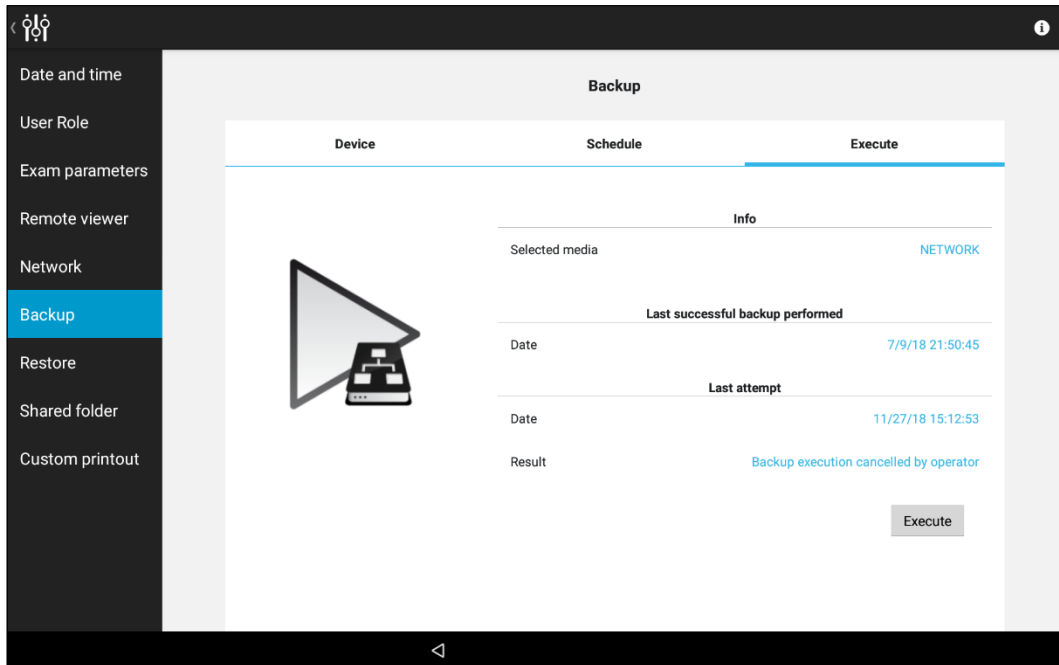 Date and time
User Role
Exam parameters
Remote viewer
Network
Backup
Restore
Shared folder
Custom printout
Backup
Device Schedule Execute
Info
Selected media NETWORK
Last successful backup performed
Date 7/9/18 21:50:45
Last attempt
Date 11/27/18 15:12:53
Result Backup execution cancelled by operator
Execute